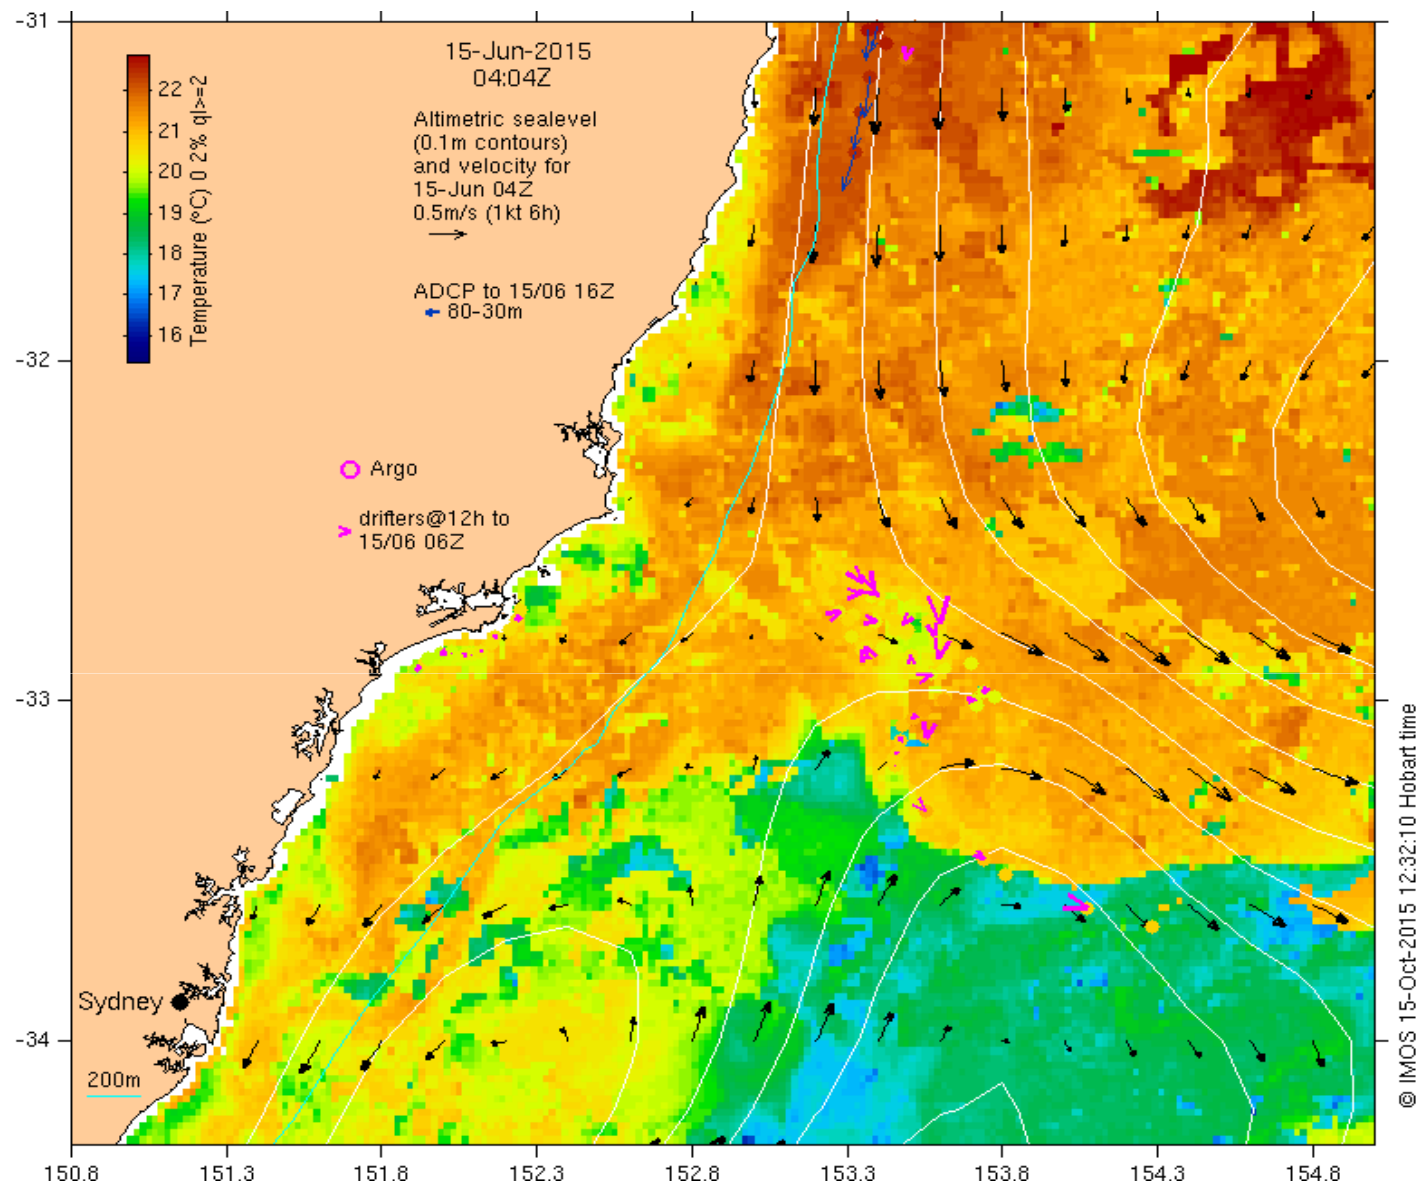 -31
15-Jun-2015
04:04Z
22
21
20
19
18
17
16
Temperature (°C) 0 2% ql>=2
Altimetric sealevel
(0.1m contours)
and velocity for
15-Jun 04Z
0.5m/s (1kt 6h)
ADCP to 15/06 16Z
80-30m
-32
Argo
drifters@12h to
15/06 06Z
-33
Sydney
-34
200m
150.8 151.3 151.8 152.3 152.8 153.3 153.8 154.3 154.8
© IMOS 15-Oct-2015 12:32:10 Hobart time